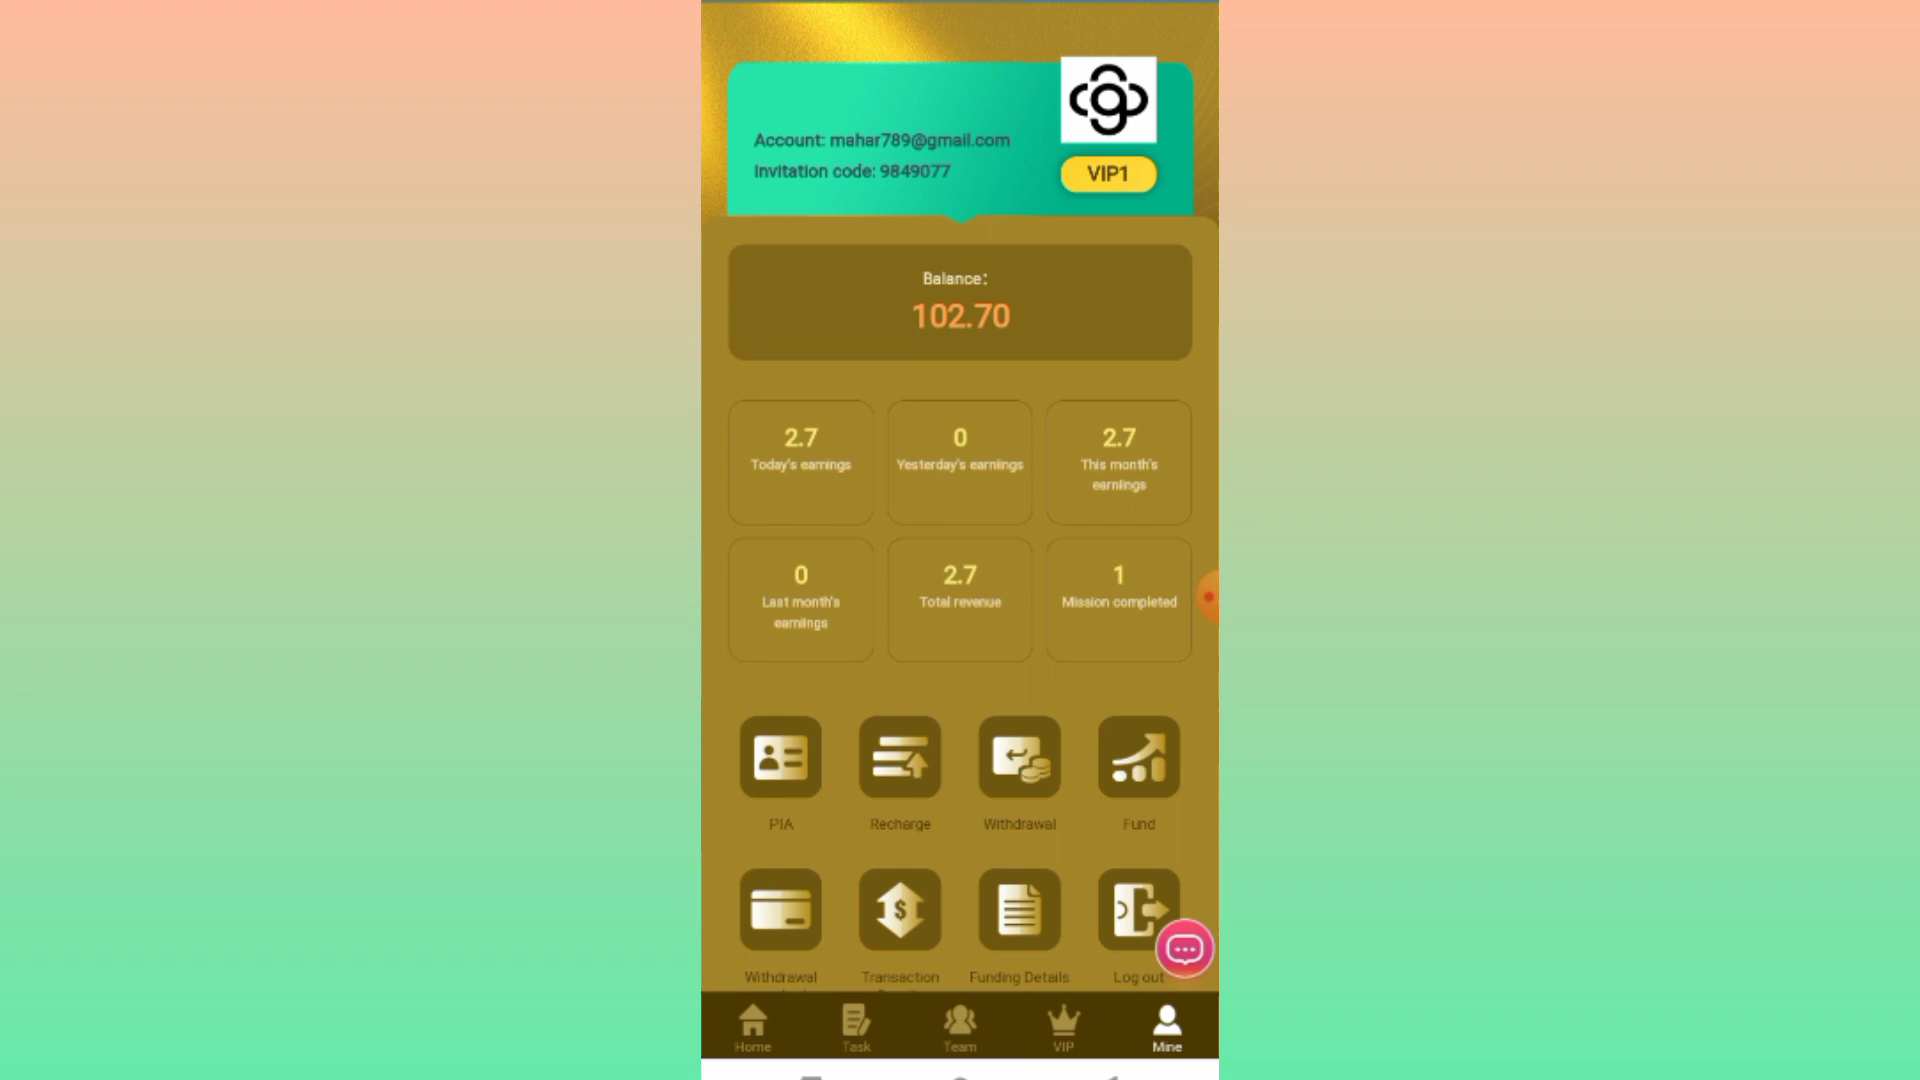 Account: mahar789@gmail.com
Invitation code: 9849077
VIP1
Balance:
102.70
2.7
Today's earnings
0
Yesterday's earnings
2.7
This month's
earnings
0
Last month's
earnings
2.7
Total revenue
1
Mission completed
PIA
Recharge
Withdrawal
Fund
Withdrawal
Transaction
Funding Details
Log out
Home
Task
Team
VIP
Mine